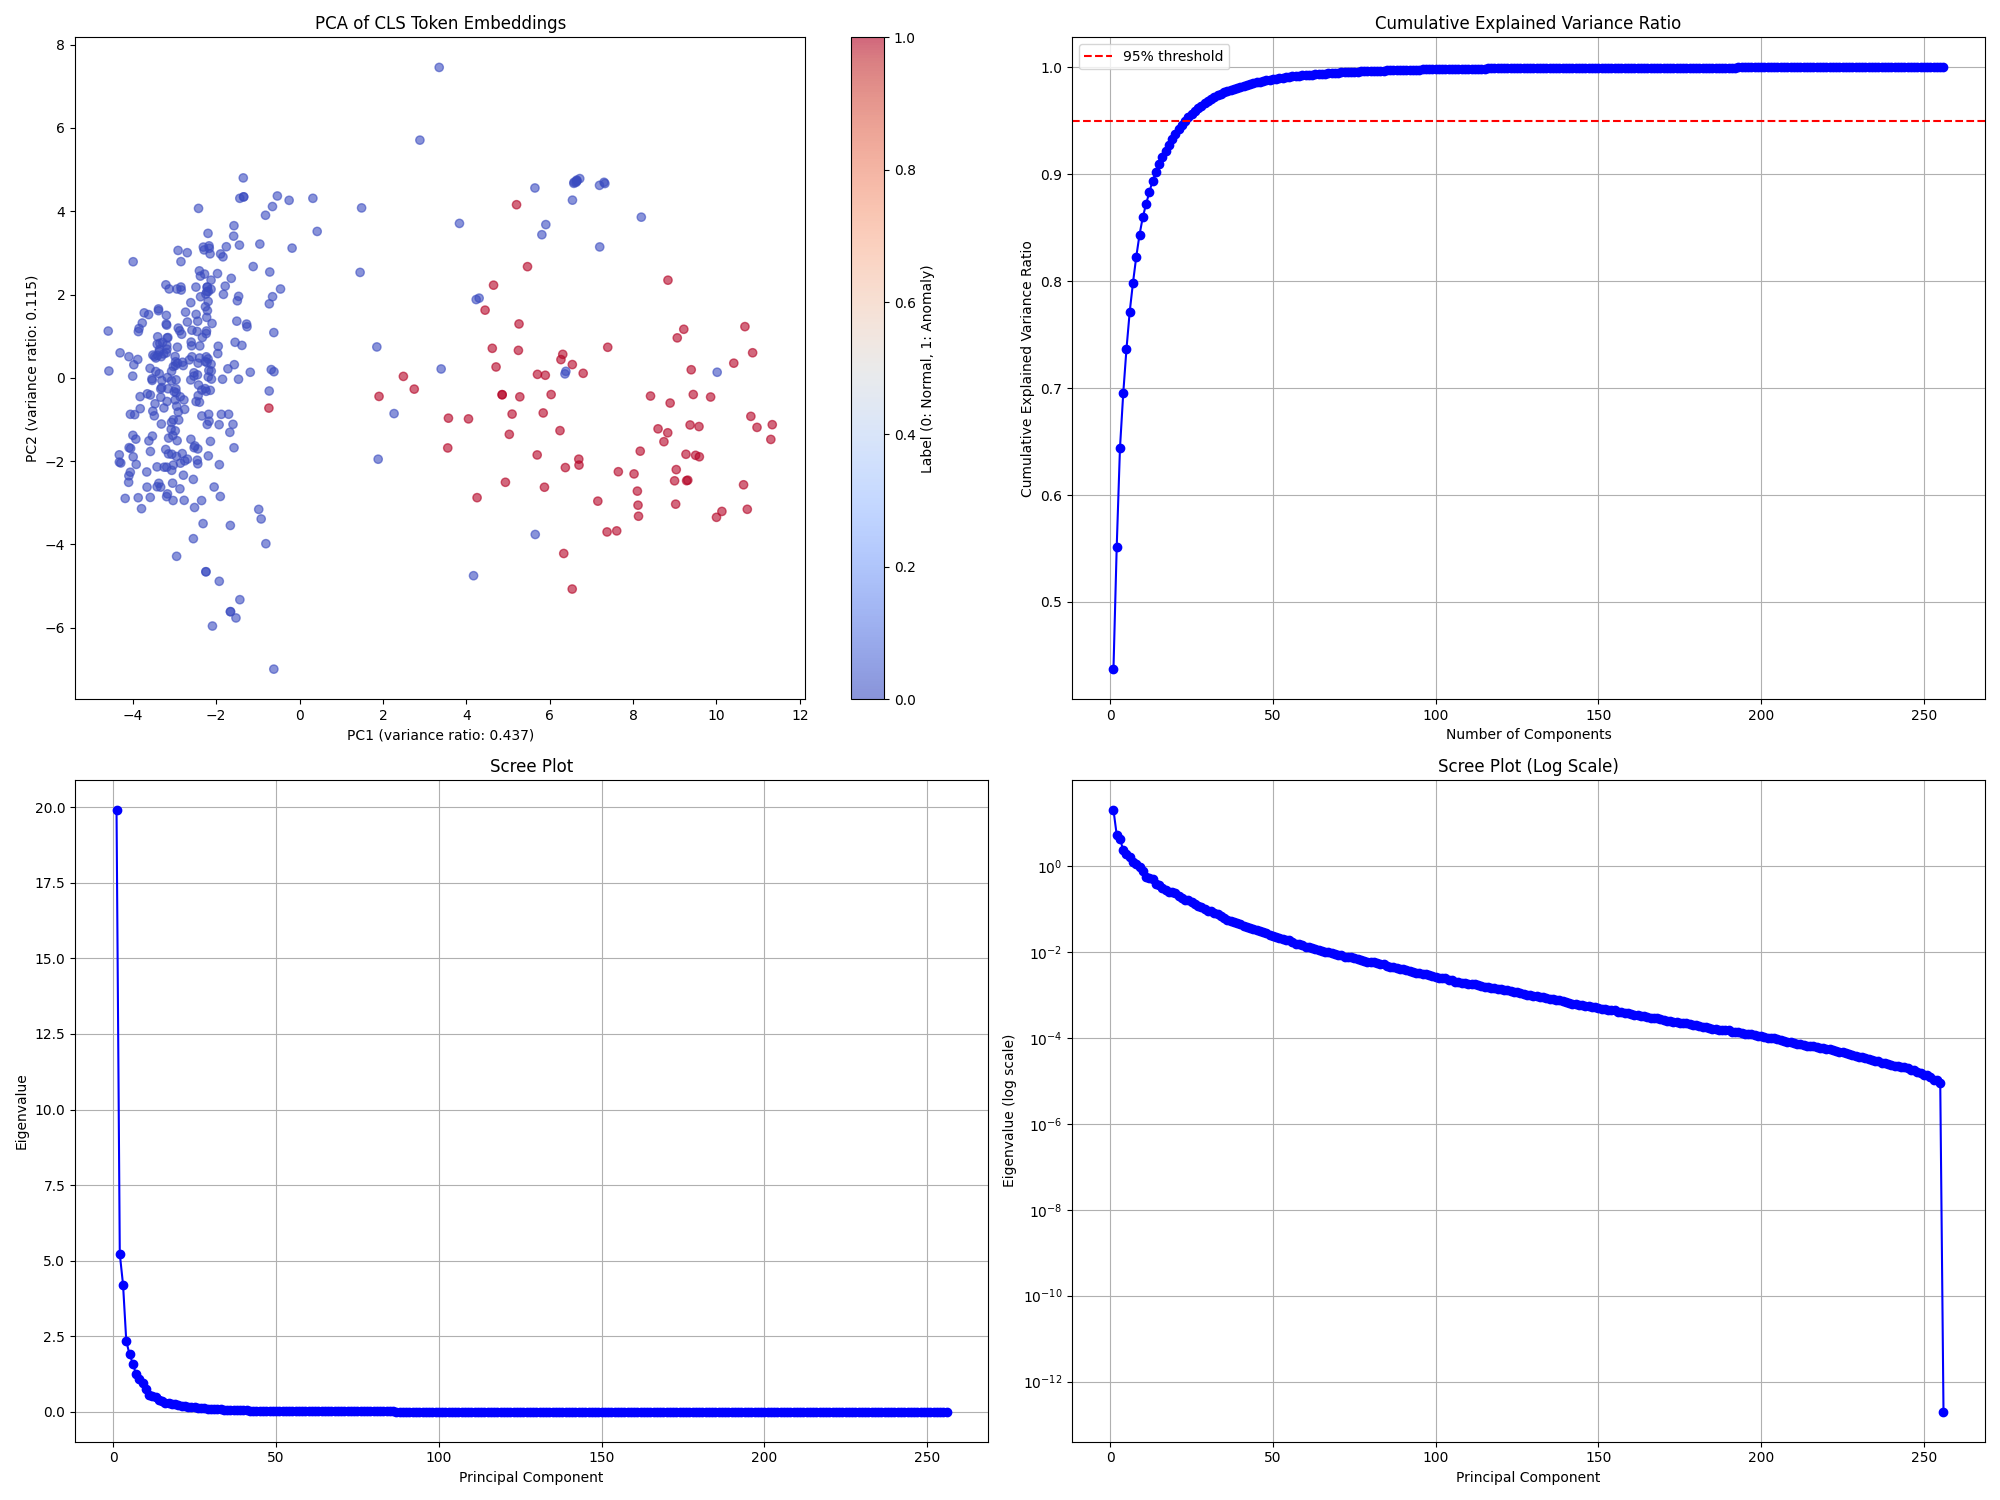 PCA of CLS Token Embeddings
8
6
4
2
0
−2
−4
−6
PC2 (variance ratio: 0.115)
−4 −2 0 2 4 6 8 10 12
PC1 (variance ratio: 0.437)
1.0
0.8
0.6
0.4
0.2
0.0
Label (0: Normal, 1: Anomaly)
Cumulative Explained Variance Ratio
95% threshold
1.0
0.9
0.8
0.7
0.6
0.5
Cumulative Explained Variance Ratio
0 50 100 150 200 250
Number of Components
Scree Plot
20.0
17.5
15.0
12.5
10.0
7.5
5.0
2.5
0.0
Eigenvalue
0 50 100 150 200 250
Principal Component
Scree Plot (Log Scale)
10⁰
10⁻²
10⁻⁴
10⁻⁶
10⁻⁸
10⁻¹⁰
10⁻¹²
Eigenvalue (log scale)
0 50 100 150 200 250
Principal Component